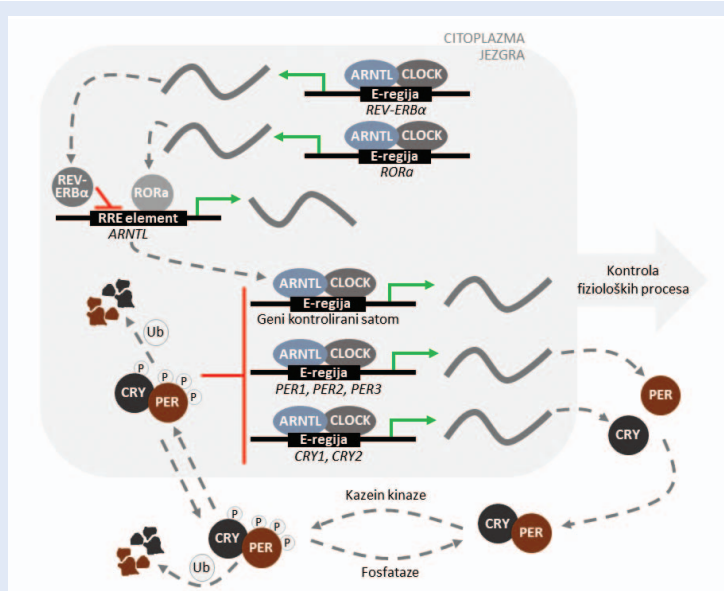 CITOPLAZMA
JEZGRA
ARNTL CLOCK
E-regija
REV-ERBα
ARNTL CLOCK
E-regija
RORα
REV-
ERBα
RORα
RRE element
ARNTL
ARNTL CLOCK
E-regija
Geni kontrolirani satom
Kontrola
fizioloških procesa
Ub
P
P
P
P
CRY
PER
ARNTL CLOCK
E-regija
PER1, PER2, PER3
ARNTL CLOCK
E-regija
CRY1, CRY2
PER
CRY
Kazein kinaze
P
P
P
P
CRY
PER
CRY
PER
Ub
Fosfataze